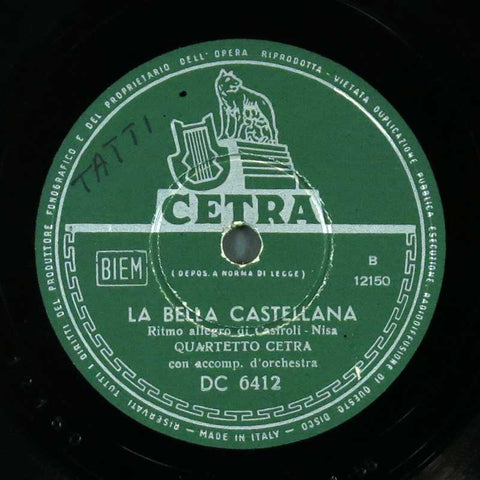 RISERVATI TUTTI I DIRITTI DEL PRODUTTORE FONOGRAFICO E DEL PROPRIETARIO DELL'OPERA RIPRODOTTA - VIETATA DUPLICAZIONE PUBBLICA ESECUZIONE RADIODIFFUSIONE DI QUESTO DISCO
TATTI
CETRA
BIEM
(DEPOS. A NORMA DI LEGGE)
B
12150
LA BELLA CASTELLANA
Ritmo allegro di Casiroli - Nisa
QUARTETTO CETRA
con accomp. d'orchestra
DC 6412
- MADE IN ITALY -